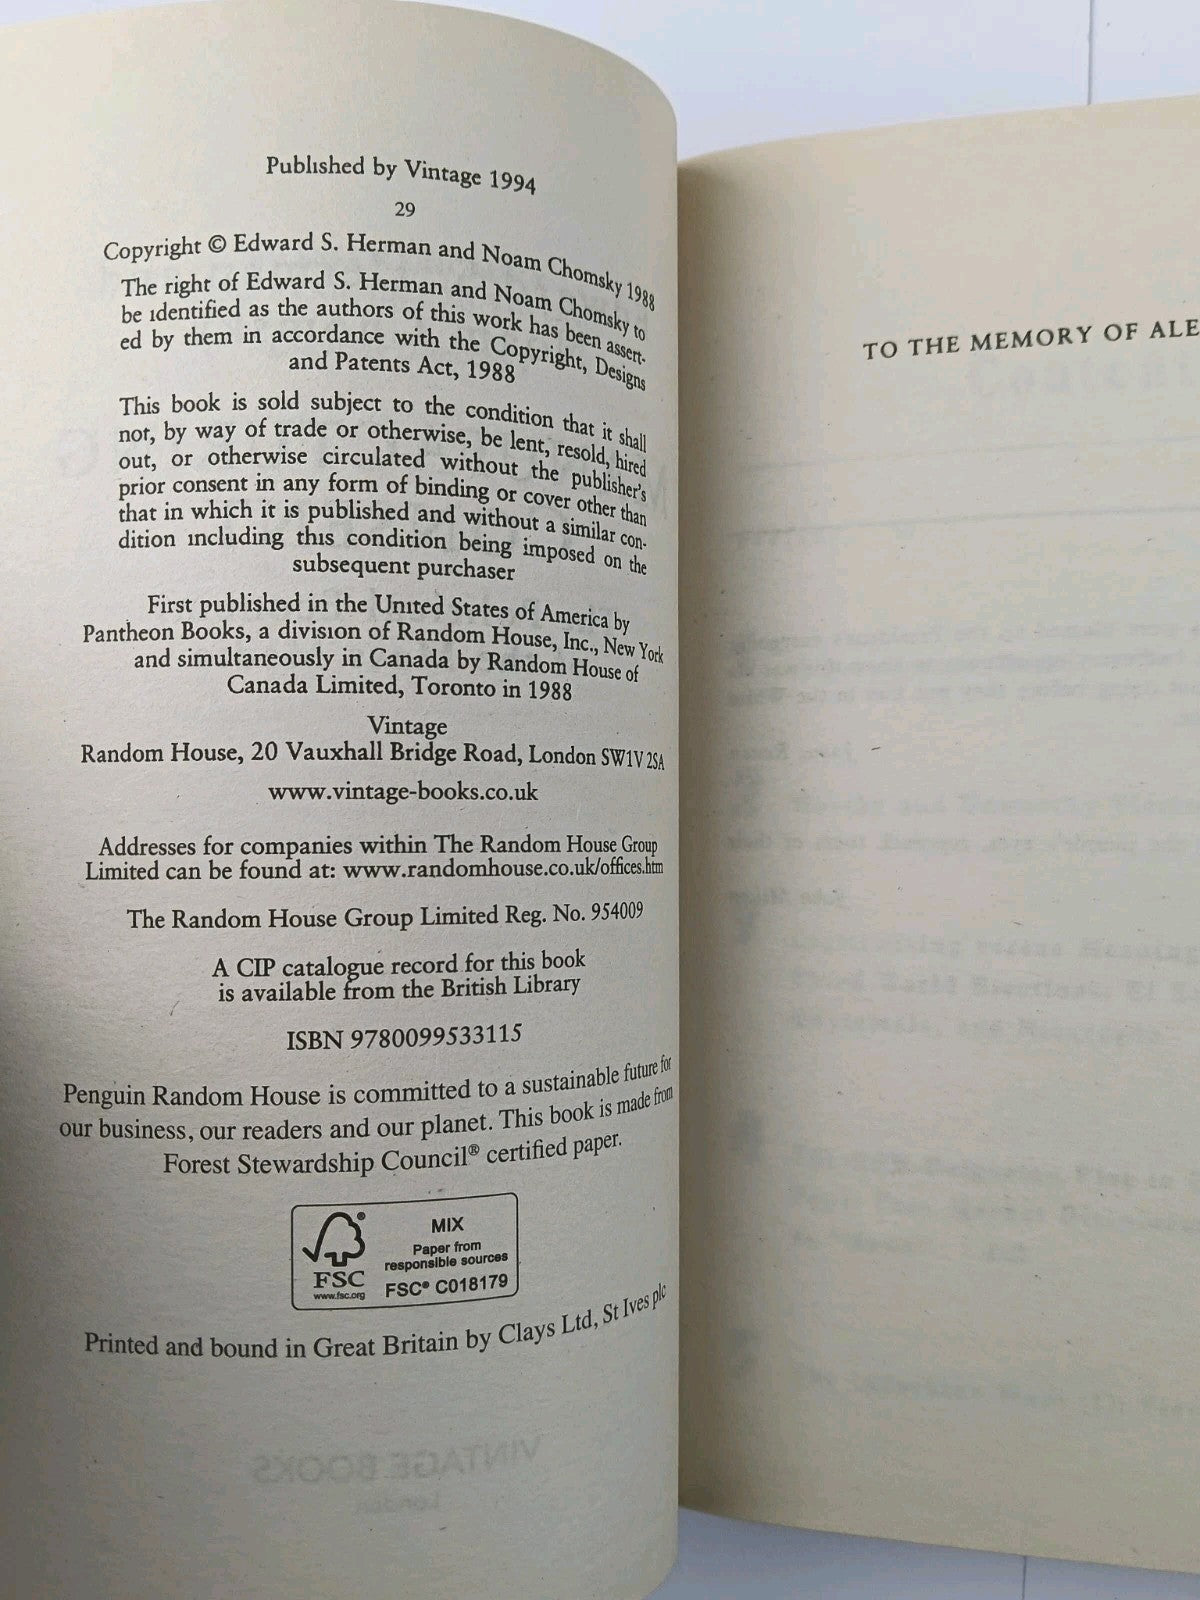 Published by Vintage 1994
29
Copyright © Edward S. Herman and Noam Chomsky 1988
The right of Edward S. Herman and Noam Chomsky to
be identified as the authors of this work has been assert-
ed by them in accordance with the Copyright, Designs
and Patents Act, 1988
This book is sold subject to the condition that it shall
not, by way of trade or otherwise, be lent, resold, hired
out, or otherwise circulated without the publisher's
prior consent in any form of binding or cover other than
that in which it is published and without a similar con-
dition including this condition being imposed on the
subsequent purchaser
First published in the United States of America by
Pantheon Books, a division of Random House, Inc., New York
and simultaneously in Canada by Random House of
Canada Limited, Toronto in 1988
Vintage
Random House, 20 Vauxhall Bridge Road, London SW1V 2SA
www.vintage-books.co.uk
Addresses for companies within The Random House Group
Limited can be found at: www.randomhouse.co.uk/offices.htm
The Random House Group Limited Reg. No. 954009
A CIP catalogue record for this book
is available from the British Library
ISBN 9780099533115
Penguin Random House is committed to a sustainable future for
our business, our readers and our planet. This book is made from
Forest Stewardship Council® certified paper.
MIX
Paper from
responsible sources
FSC® C018179
FSC
www.fsc.org
Printed and bound in Great Britain by Clays Ltd, St Ives plc
VINTAGE BOOKS
London
TO THE MEMORY OF ALE